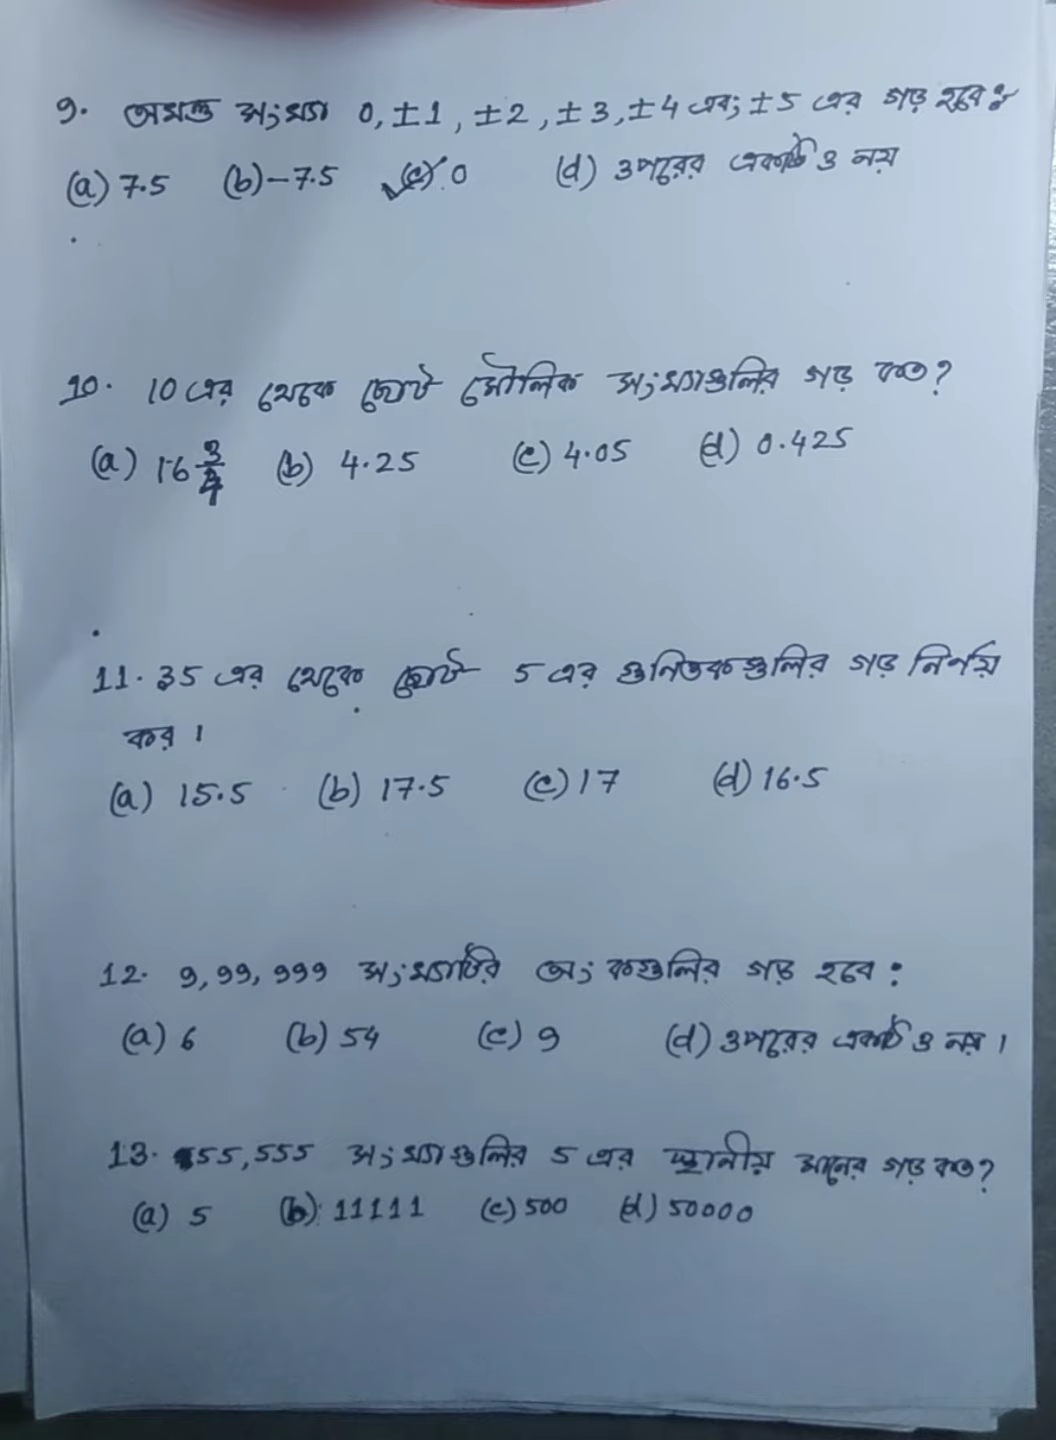 9. সমস্ত সংখ্যা 0, ±1, ±2, ±3, ±4 এবং ±5 এর গড় হবেঃ
(a) 7.5 (b) -7.5 (c) 0 (d) ওপরের একটিও নয়
10. 10 এর থেকে ছোট মৌলিক সংখ্যাগুলির গড় কত?
(a) 16 3/4 (b) 4.25 (c) 4.05 (d) 0.425
11. 35 এর থেকে ছোট 5 এর গুনিতকগুলির গড় নির্ণয়
কর।
(a) 15.5 (b) 17.5 (c) 17 (d) 16.5
12. 9,99,999 সংখ্যাটির অংকগুলির গড় হবে:
(a) 6 (b) 54 (c) 9 (d) ওপরের একটিও নয়।
13. 555,555 সংখ্যাগুলির 5 এর স্থানীয় মানের গড় কত?
(a) 5 (b) 11111 (c) 500 (d) 50000